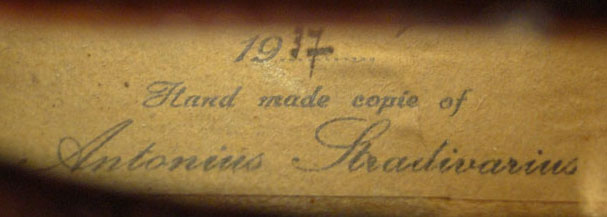 1917
Hand made copie of
Antonius Stradivarius